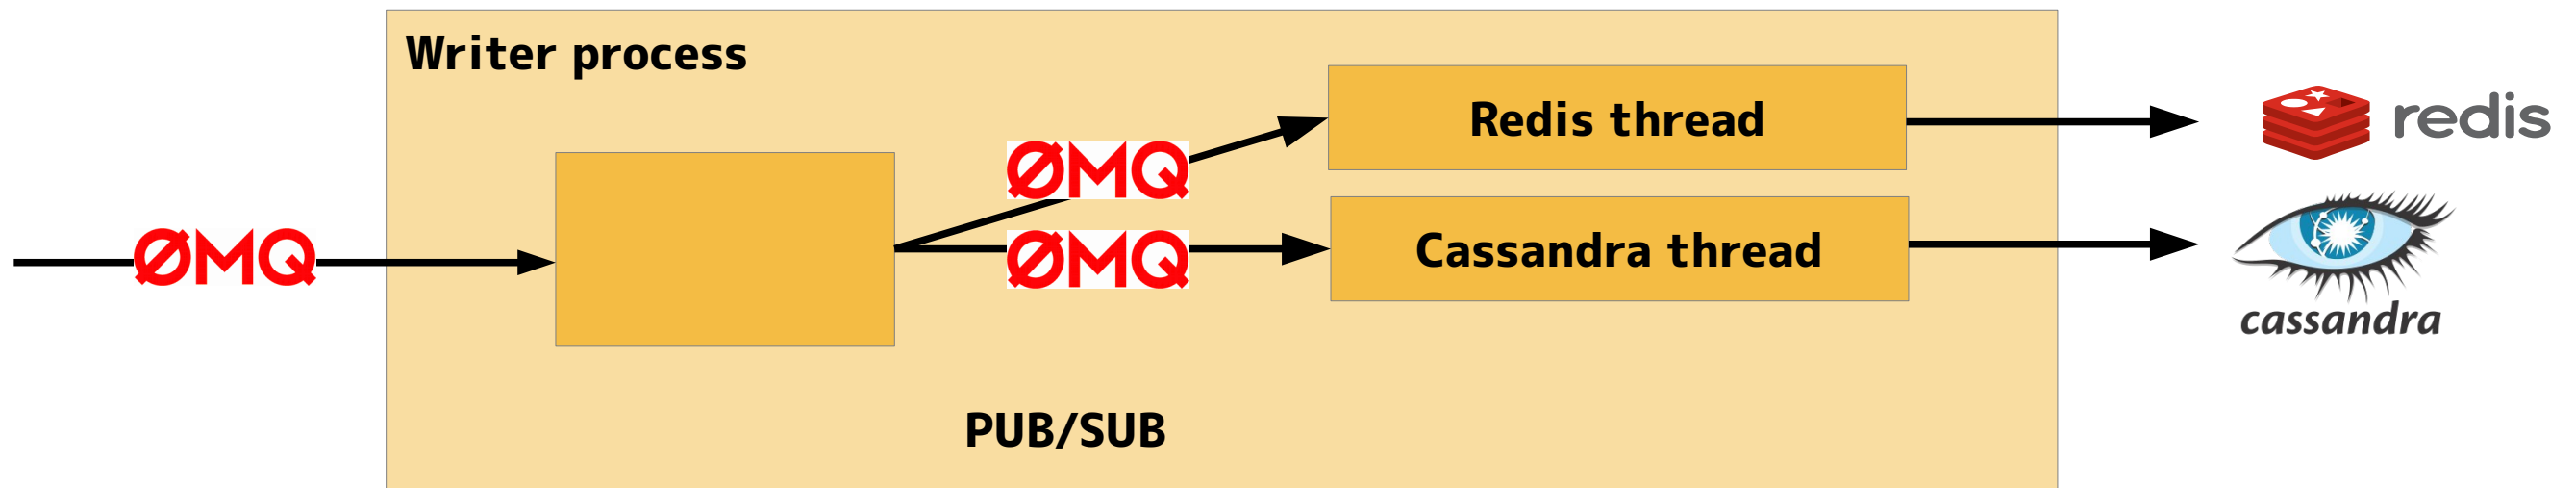 Writer process
ØMQ
ØMQ
ØMQ
Redis thread
Cassandra thread
redis
cassandra
PUB/SUB